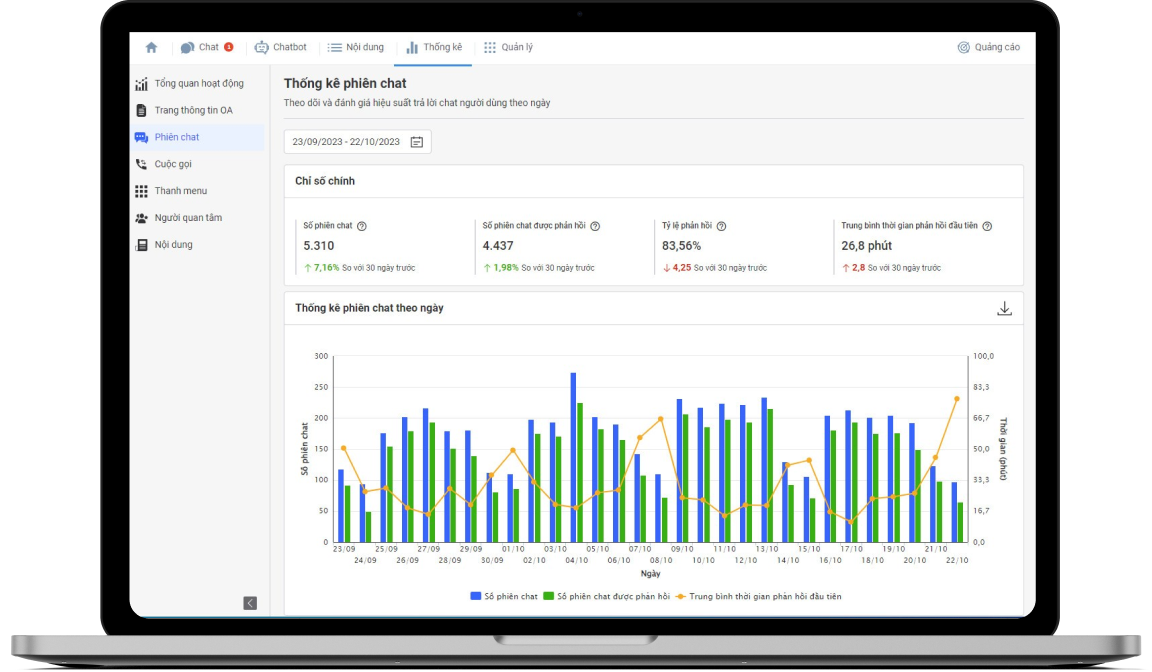 Chat 1 Chatbot Nội dung Thống kê Quản lý Quảng cáo
Tổng quan hoạt động
Trang thông tin OA
Phiên chat
Cuộc gọi
Thanh menu
Người quan tâm
Nội dung
Thống kê phiên chat
Theo dõi và đánh giá hiệu suất trả lời chat người dùng theo ngày
23/09/2023 - 22/10/2023
Chỉ số chính
Số phiên chat
5.310
7,16% So với 30 ngày trước
Số phiên chat được phản hồi
4.437
1,98% So với 30 ngày trước
Tỷ lệ phản hồi
83,56%
4,25 So với 30 ngày trước
Trung bình thời gian phản hồi đầu tiên
26,8 phút
2,8 So với 30 ngày trước
Thống kê phiên chat theo ngày
Số phiên chat
300
250
200
150
100
50
0
100,0
83,3
66,7
50,0
33,3
16,7
0,0
Thời gian (phút)
23/09 25/09 27/09 29/09 01/10 03/10 05/10 07/10 09/10 11/10 13/10 15/10 17/10 19/10 21/10
24/09 26/09 28/09 30/09 02/10 04/10 06/10 08/10 10/10 12/10 14/10 16/10 18/10 20/10 22/10
Ngày
Số phiên chat Số phiên chat được phản hồi Trung bình thời gian phản hồi đầu tiên